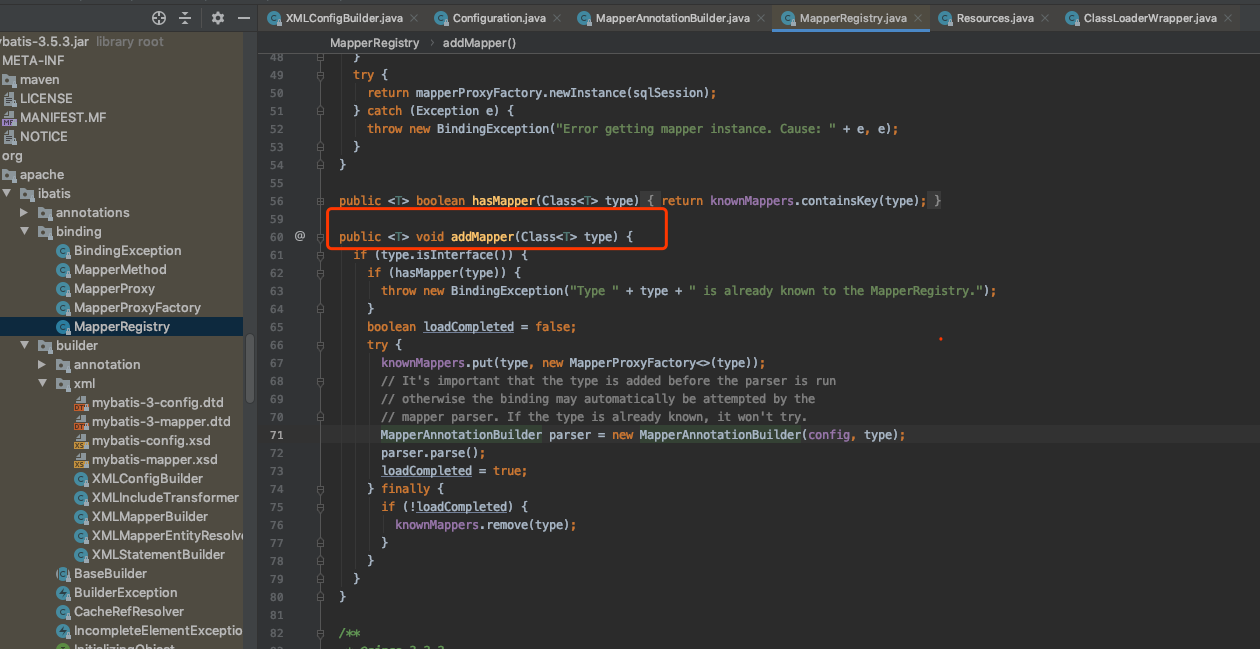 XMLConfigBuilder.java
Configuration.java
MapperAnnotationBuilder.java
MapperRegistry.java
Resources.java
ClassLoaderWrapper.java
ybatis-3.5.3.jar library root
META-INF
maven
LICENSE
MANIFEST.MF
NOTICE
org
apache
ibatis
annotations
binding
BindingException
MapperMethod
MapperProxy
MapperProxyFactory
MapperRegistry
builder
annotation
xml
mybatis-3-config.dtd
mybatis-3-mapper.dtd
mybatis-config.xsd
mybatis-mapper.xsd
XMLConfigBuilder
XMLIncludeTransformer
XMLMapperBuilder
XMLMapperEntityResolve
XMLStatementBuilder
BaseBuilder
BuilderException
CacheRefResolver
IncompleteElementExceptio
InitializingObject
MapperRegistry › addMapper()
48 }
49 try {
50 return mapperProxyFactory.newInstance(sqlSession);
51 } catch (Exception e) {
52 throw new BindingException("Error getting mapper instance. Cause: " + e, e);
53 }
54 }
55
56 public <T> boolean hasMapper(Class<T> type) { return knownMappers.containsKey(type); }
59
60 @ public <T> void addMapper(Class<T> type) {
61 if (type.isInterface()) {
62 if (hasMapper(type)) {
63 throw new BindingException("Type " + type + " is already known to the MapperRegistry.");
64 }
65 boolean loadCompleted = false;
66 try {
67 knownMappers.put(type, new MapperProxyFactory<>(type));
68 // It's important that the type is added before the parser is run
69 // otherwise the binding may automatically be attempted by the
70 // mapper parser. If the type is already known, it won't try.
71 MapperAnnotationBuilder parser = new MapperAnnotationBuilder(config, type);
72 parser.parse();
73 loadCompleted = true;
74 } finally {
75 if (!loadCompleted) {
76 knownMappers.remove(type);
77 }
78 }
79 }
80 }
81
82 /**